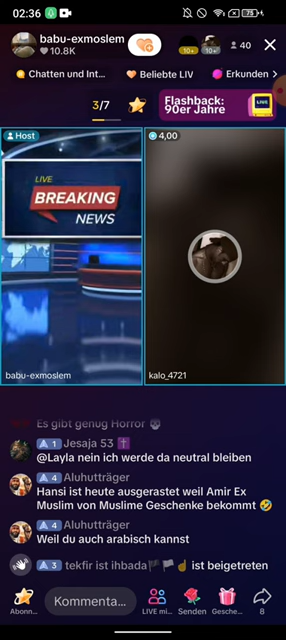 02:36
75
babu-exmoslem
10.8K
10+
10+
40
Chatten und Int...
Beliebte LIV
Erkunden
3/7
Flashback:
90er Jahre
LIVE
Host
4,00
LIVE
BREAKING
NEWS
babu-exmoslem
kalo_4721
Es gibt genug Horror 💀
1 Jesaja 53 ✝️
@Layla nein ich werde da neutral bleiben
4 Aluhutträger
Hansi ist heute ausgerastet weil Amir Ex
Muslim von Muslime Geschenke bekommt 🤣
4 Aluhutträger
Weil du auch arabisch kannst
3 tekfir ist ihbada🏴🏳️☝️ ist beigetreten
Abonn...
Kommenta...
LIVE mi...
Senden
Gesche...
8